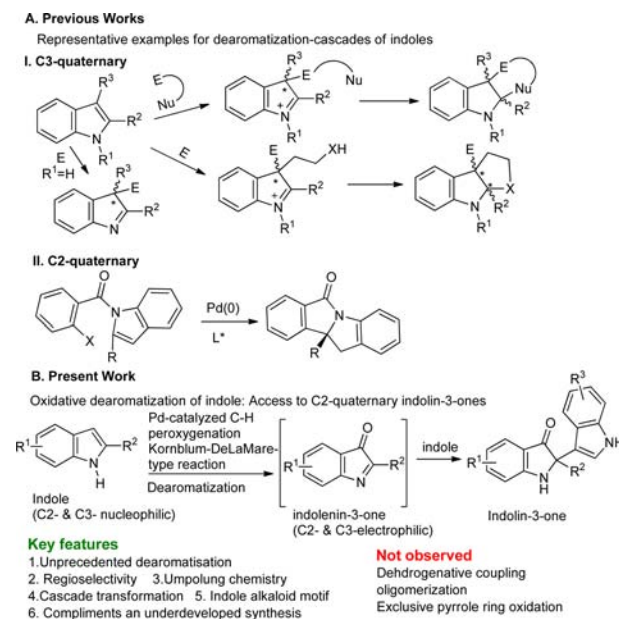 A. Previous Works
Representative examples for dearomatization-cascades of indoles
I. C3-quaternary
R3
R3
E
Nu
R3
E
E
Nu
R2
R2
Nu
R2
N
N
N
R1
R1
R1
E
R1=H
R3
E
E
XH
E
E
R2
R2
X
R2
N
N
N
R1
R1
II. C2-quaternary
O
N
X
R
Pd(0)
L*
O
N
R
B. Present Work
Oxidative dearomatization of indole: Access to C2-quaternary indolin-3-ones
R1
R2
N
H
Indole
(C2- & C3- nucleophilic)
Pd-catalyzed C-H
peroxygenation
Kornblum-DeLaMare-
type reaction
Dearomatization
O
R1
R2
N
indolenin-3-one
(C2- & C3-electrophilic)
indole
R3
O
NH
R1
R2
N
H
Indolin-3-one
Key features
1.Unprecedented dearomatisation
2. Regioselectivity 3.Umpolung chemistry
4.Cascade transformation 5. Indole alkaloid motif
6. Compliments an underdeveloped synthesis
Not observed
Dehdrogenative coupling
oligomerization
Exclusive pyrrole ring oxidation